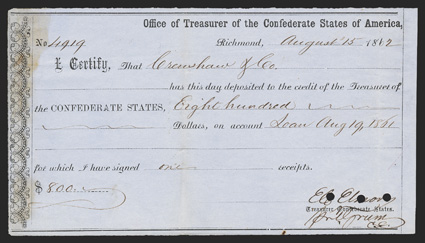 Office of Treasurer of the Confederate States of America,
No 4919 Richmond, August 15 1862
I Certify, That Crenshaw & Co.
has this day deposited to the credit of the Treasurer of
the CONFEDERATE STATES, Eight hundred
Dollars, on account Loan Aug 19, 1861
for which I have signed receipts.
$ 800
Treasurer Confederate States.